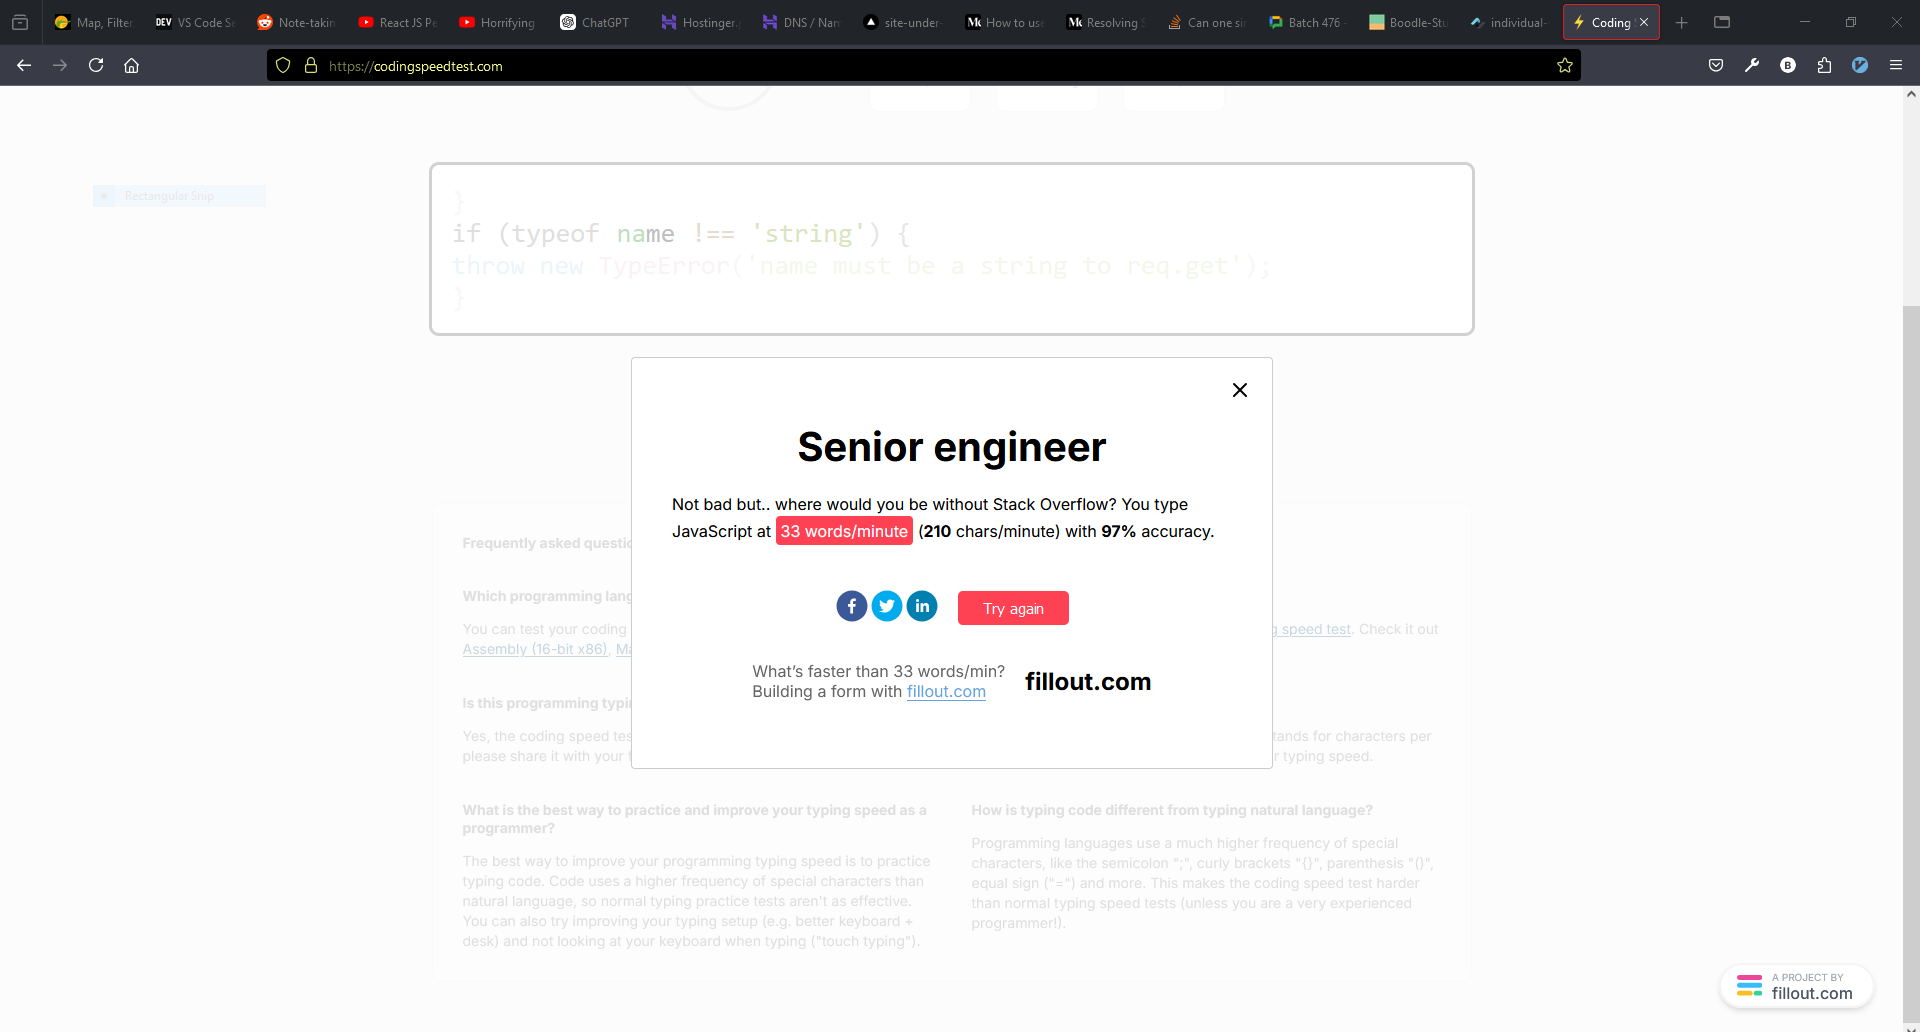 Map, Filter
DEV VS Code Se
Note-takin
React JS Pe
Horrifying
ChatGPT
Hostinger.
DNS / Nam
site-under-
How to use
Resolving S
Can one si
Batch 476 -
Boodle-Stu
individual-
Coding
https://codingspeedtest.com
Rectangular Snip
}
if (typeof name !== 'string') {
throw new TypeError('name must be a string to req.get');
}
Senior engineer
Not bad but.. where would you be without Stack Overflow? You type
JavaScript at 33 words/minute (210 chars/minute) with 97% accuracy.
Try again
What's faster than 33 words/min?
Building a form with fillout.com
fillout.com
Frequently asked questio
Which programming lang
You can test your coding
g speed test. Check it out
Assembly (16-bit x86), Ma
Is this programming typi
Yes, the coding speed tes
please share it with your f
tands for characters per
r typing speed.
What is the best way to practice and improve your typing speed as a
programmer?
The best way to improve your programming typing speed is to practice
typing code. Code uses a higher frequency of special characters than
natural language, so normal typing practice tests aren't as effective.
You can also try improving your typing setup (e.g. better keyboard +
desk) and not looking at your keyboard when typing ("touch typing").
How is typing code different from typing natural language?
Programming languages use a much higher frequency of special
characters, like the semicolon ";", curly brackets "{}", parenthesis "()",
equal sign ("=") and more. This makes the coding speed test harder
than normal typing speed tests (unless you are a very experienced
programmer!).
A PROJECT BY
fillout.com